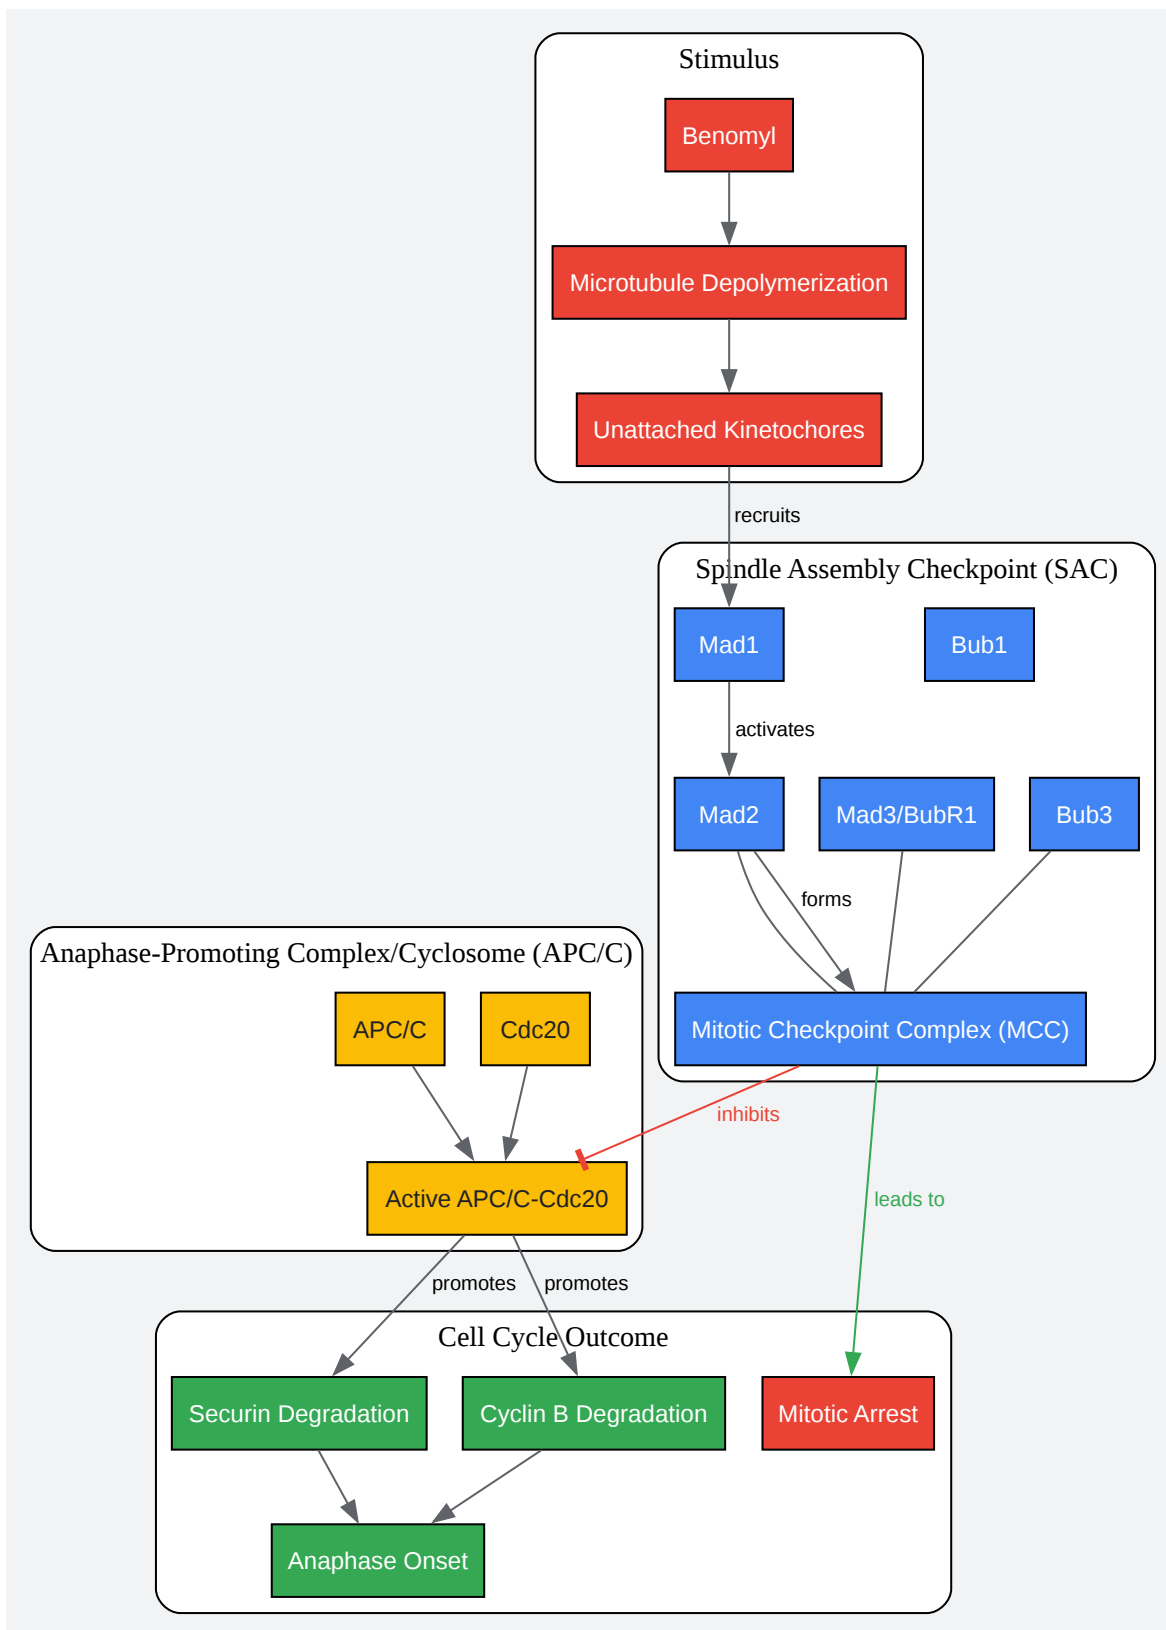 Stimulus
Benomyl
Microtubule Depolymerization
Unattached Kinetochores
recruits
Spindle Assembly Checkpoint (SAC)
Mad1
Bub1
activates
Mad2
Mad3/BubR1
Bub3
forms
Anaphase-Promoting Complex/Cyclosome (APC/C)
APC/C
Cdc20
Mitotic Checkpoint Complex (MCC)
inhibits
Active APC/C-Cdc20
leads to
promotes
promotes
Cell Cycle Outcome
Securin Degradation
Cyclin B Degradation
Mitotic Arrest
Anaphase Onset